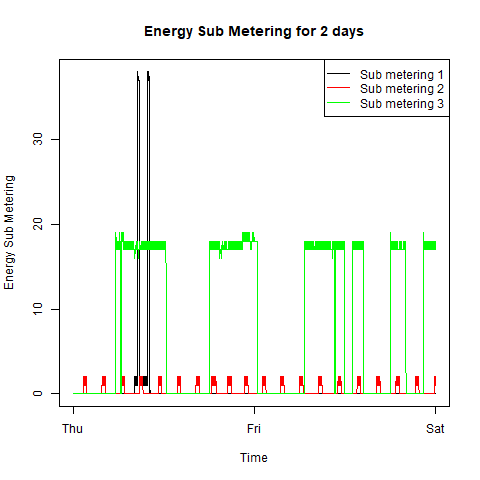 Energy Sub Metering for 2 days
Sub metering 1
Sub metering 2
Sub metering 3
Energy Sub Metering
30
20
10
0
Thu Fri Sat
Time